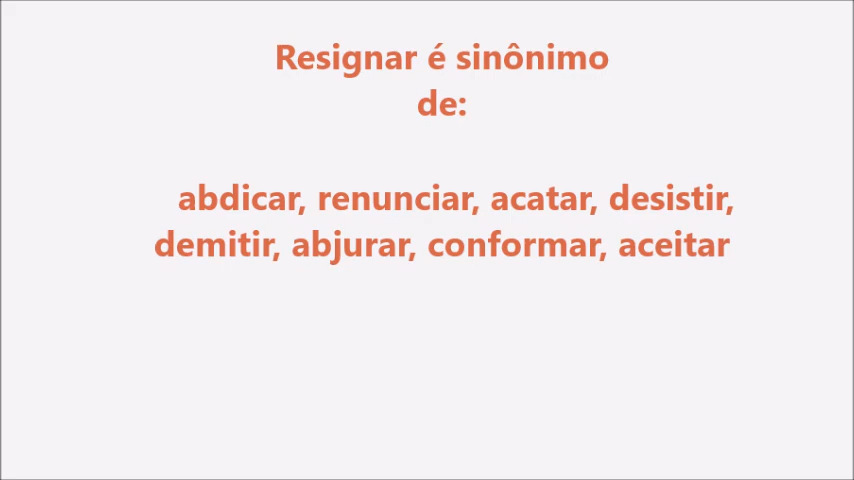 Resignar é sinônimo
de:
abdicar, renunciar, acatar, desistir,
demitir, abjurar, conformar, aceitar